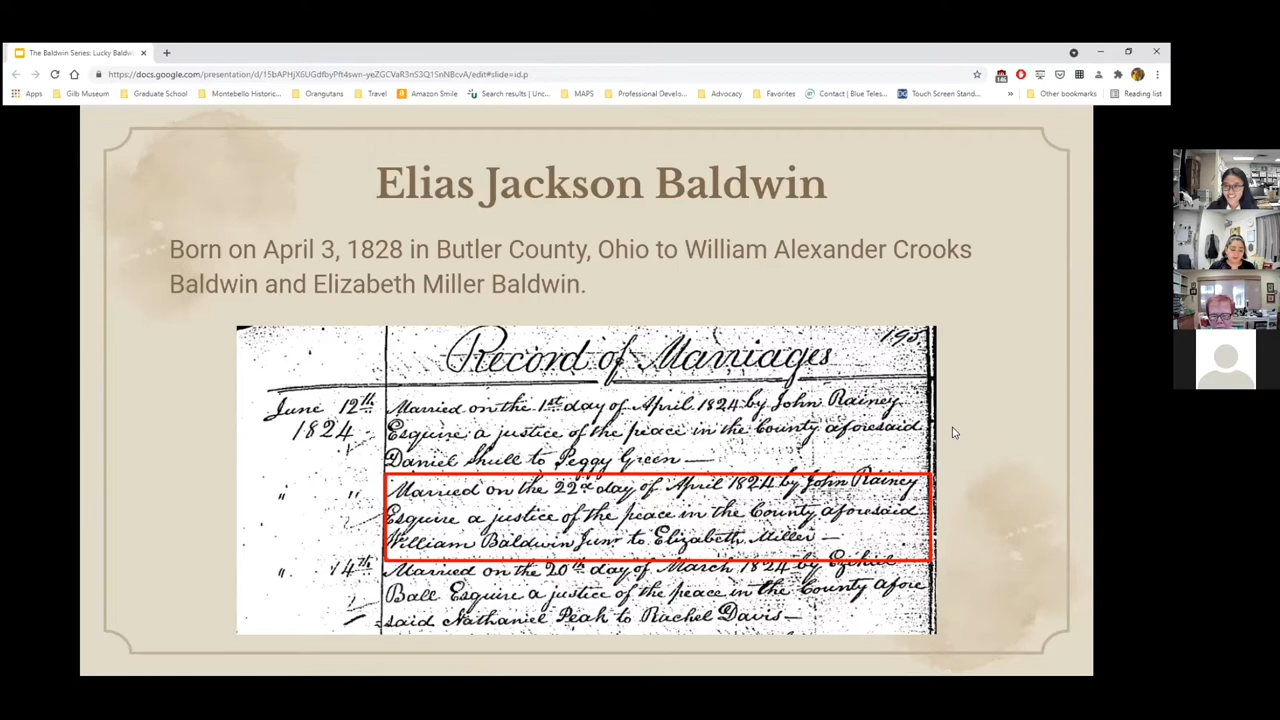 The Baldwin Series: Lucky Baldw
https://docs.google.com/presentation/d/15bAPHjX6UGdfbyPft4swn-yeZGCVaR3nS3Q1SnNBcvA/edit#slide=id.p
146
Apps Gilb Museum Graduate School Montebello Historic... Orangutans Travel Amazon Smile Search results | Unc... MAPS Professional Develo... Advocacy Favorites Contact | Blue Teles... Touch Screen Stand... » Other bookmarks Reading list
Elias Jackson Baldwin
Born on April 3, 1828 in Butler County, Ohio to William Alexander Crooks
Baldwin and Elizabeth Miller Baldwin.
195.
Record of Marriages
June 12th Married on the 1st day of April 1824 by John Rainey
1824 Esquire a justice of the peace in the County aforesaid
Daniel Shull to Peggy Green —
" " Married on the 22nd day of April 1824 by John Rainey
Esquire a justice of the peace in the County aforesaid
William Baldwin Junr to Elizabeth Miller —
" 14th Married on the 20th day of March 1824 by Ezikiel
Ball Esquire a justice of the peace in the County afore
said Nathaniel Peak to Rachel Davis —